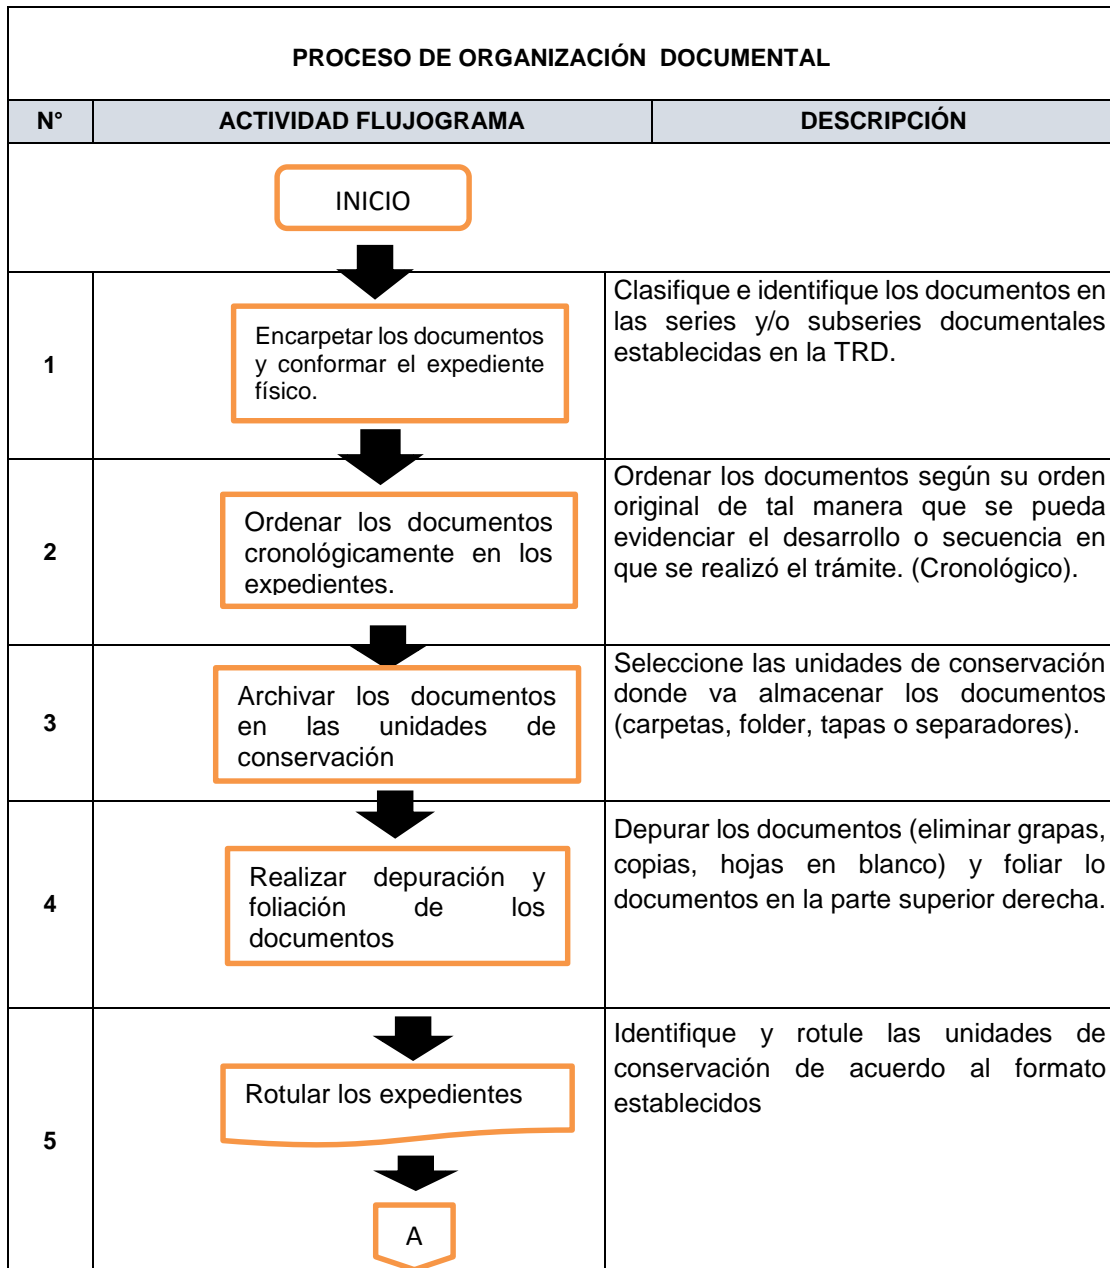 PROCESO DE ORGANIZACIÓN DOCUMENTAL
N° ACTIVIDAD FLUJOGRAMA DESCRIPCIÓN
INICIO
1
Encarpetar los documentos
y conformar el expediente
físico.
Clasifique e identifique los documentos en
las series y/o subseries documentales
establecidas en la TRD.
2
Ordenar los documentos
cronológicamente en los
expedientes.
Ordenar los documentos según su orden
original de tal manera que se pueda
evidenciar el desarrollo o secuencia en
que se realizó el trámite. (Cronológico).
3
Archivar los documentos
en las unidades de
conservación
Seleccione las unidades de conservación
donde va almacenar los documentos
(carpetas, folder, tapas o separadores).
4
Realizar depuración y
foliación de los
documentos
Depurar los documentos (eliminar grapas,
copias, hojas en blanco) y foliar lo
documentos en la parte superior derecha.
5
Rotular los expedientes
Identifique y rotule las unidades de
conservación de acuerdo al formato
establecidos
A